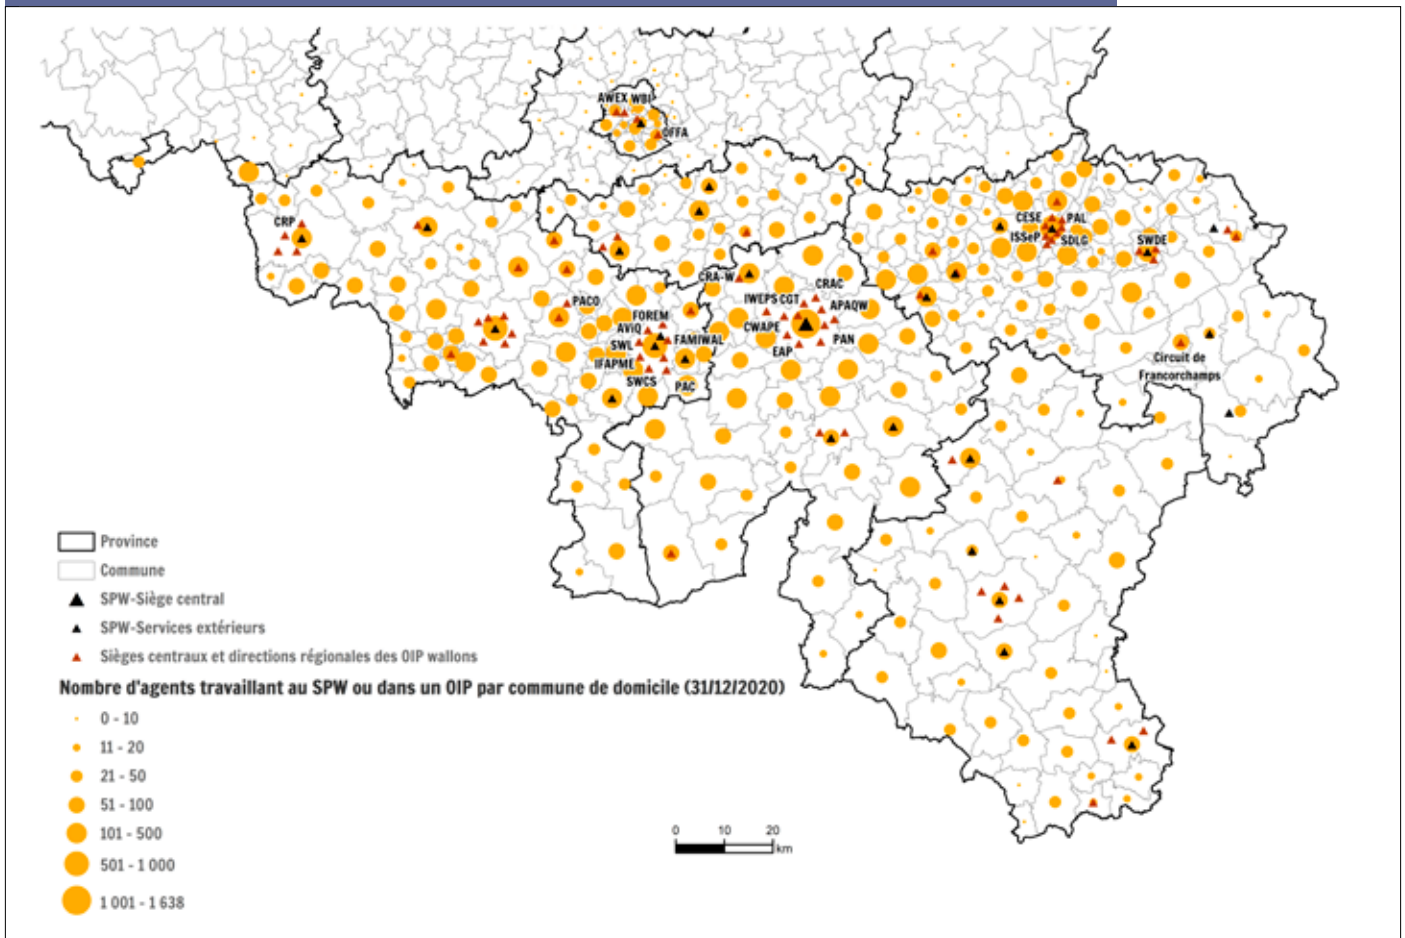 AWEX WBI
OFFA
CRP
CESE PAL
ISSeP SDLG
SWDE
CRA-W
CRAC
IWEPS CGT
APAQW
PACO
FOREM
CWAPE
AVIQ
FAMIWAL
PAN
SWL
EAP
IFAPME
SWCS
PAC
Circuit de
Francorchamps
Province
Commune
SPW-Siège central
SPW-Services extérieurs
Sièges centraux et directions régionales des OIP wallons
Nombre d'agents travaillant au SPW ou dans un OIP par commune de domicile (31/12/2020)
0 - 10
11 - 20
21 - 50
51 - 100
101 - 500
501 - 1 000
1 001 - 1 638
0 10 20
km